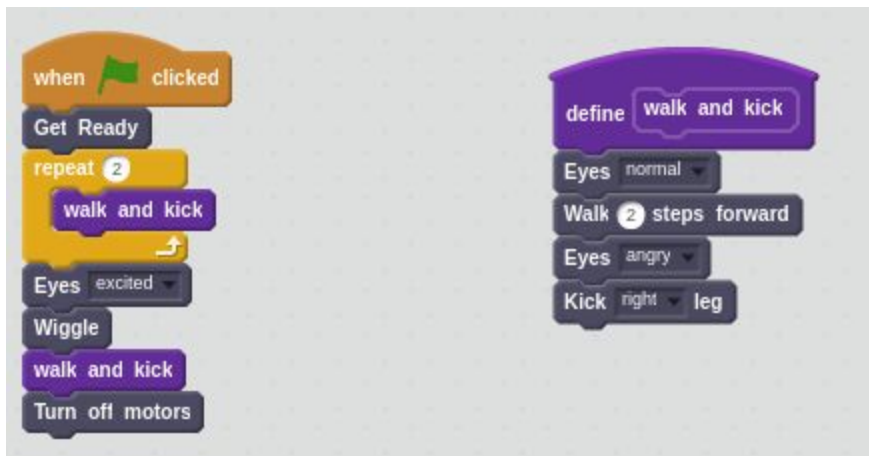 when clicked
Get Ready
repeat 2
walk and kick
Eyes excited
Wiggle
walk and kick
Turn off motors
define walk and kick
Eyes normal
Walk 2 steps forward
Eyes angry
Kick right leg